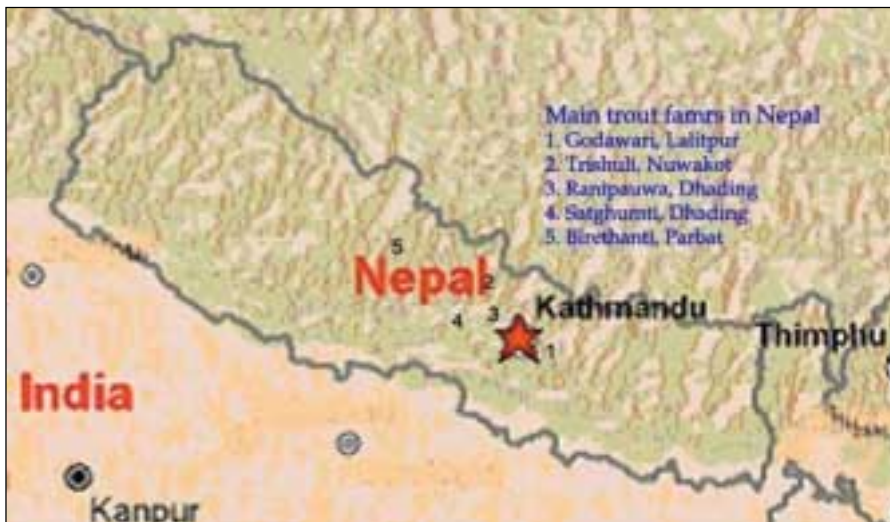 Main trout famrs in Nepal
1. Godawari, Lalitpur
2. Trishuli, Nuwakot
3. Ranipauwa, Dhading
4. Satghumti, Dhading
5. Birethanti, Parbat
5
Nepal
2
Kathmandu
3
4
1
Thimphu
India
Kanpur